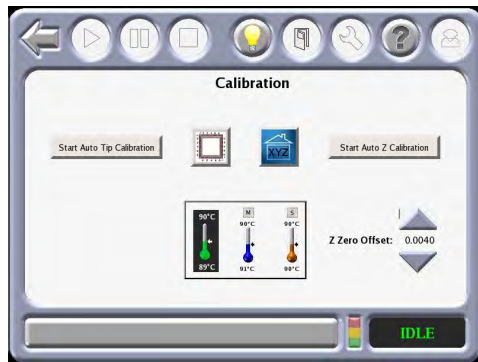 ?
Calibration
Start Auto Tip Calibration
XYZ
Start Auto Z Calibration
90°C
M
90°C
S
90°C
89°C
91°C
90°C
Z Zero Offset: 0.0040
IDLE